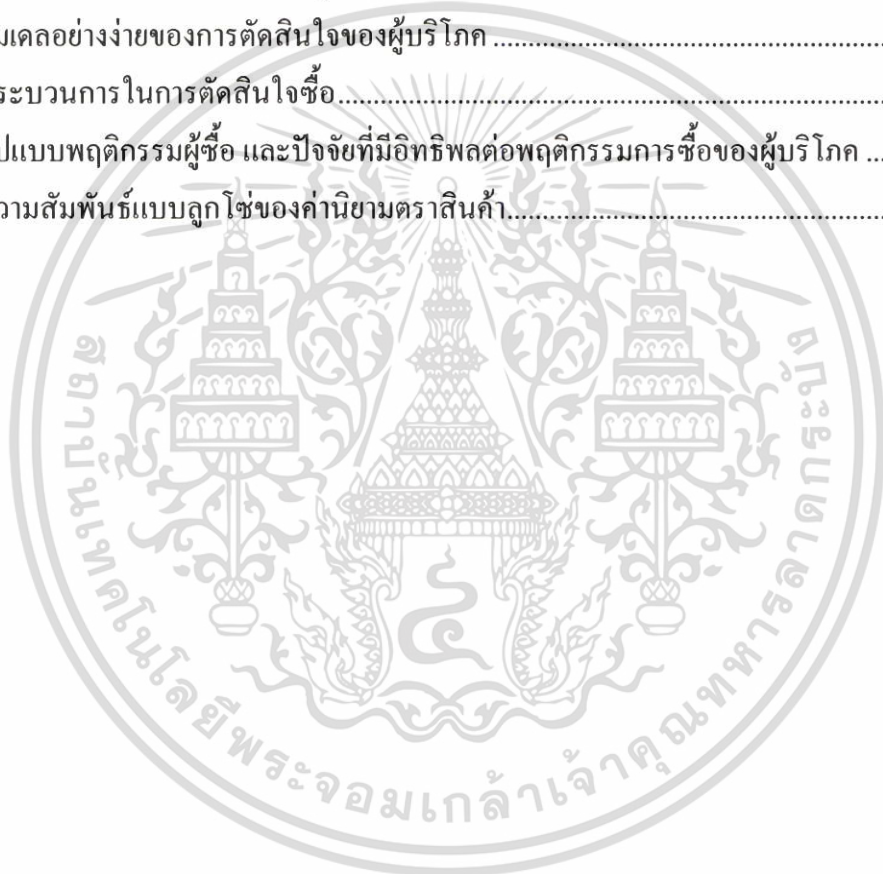 มเดลอย่างง่ายของการตัดสินใจของผู้บริโภค ................................................
ระบวนการในการตัดสินใจซื้อ......................................................................
ปแบบพฤติกรรมผู้ซื้อ และปัจจัยที่มีอิทธิพลต่อพฤติกรรมการซื้อของผู้บริโภค ...
วามสัมพันธ์แบบลูกโซ่ของค่านิยามตราสินค้า.............................................
สถาบันเทคโนโลยีพระจอมเกล้าเจ้าคุณทหารลาดกระบัง